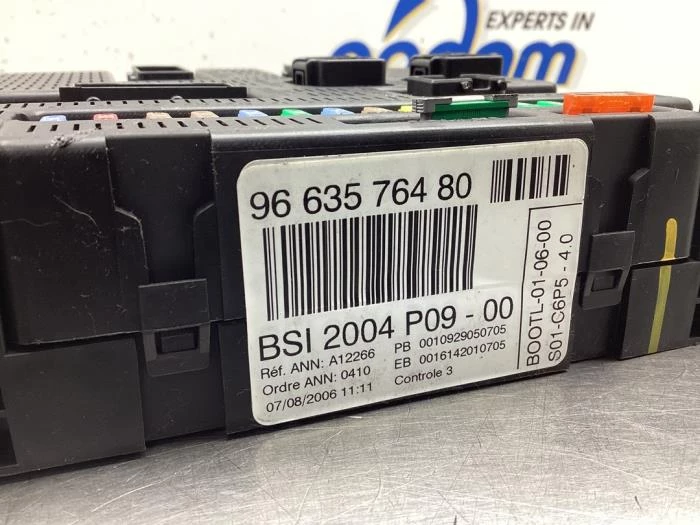 EXPERTS IN
96 635 764 80
BSI 2004 P09 - 00
Réf. ANN: A12266
PB 0010929050705
Ordre ANN: 0410
EB 0016142010705
07/08/2006 11:11
Controle 3
BOOTL-01-06-00
S01-C6P5 - 4.0